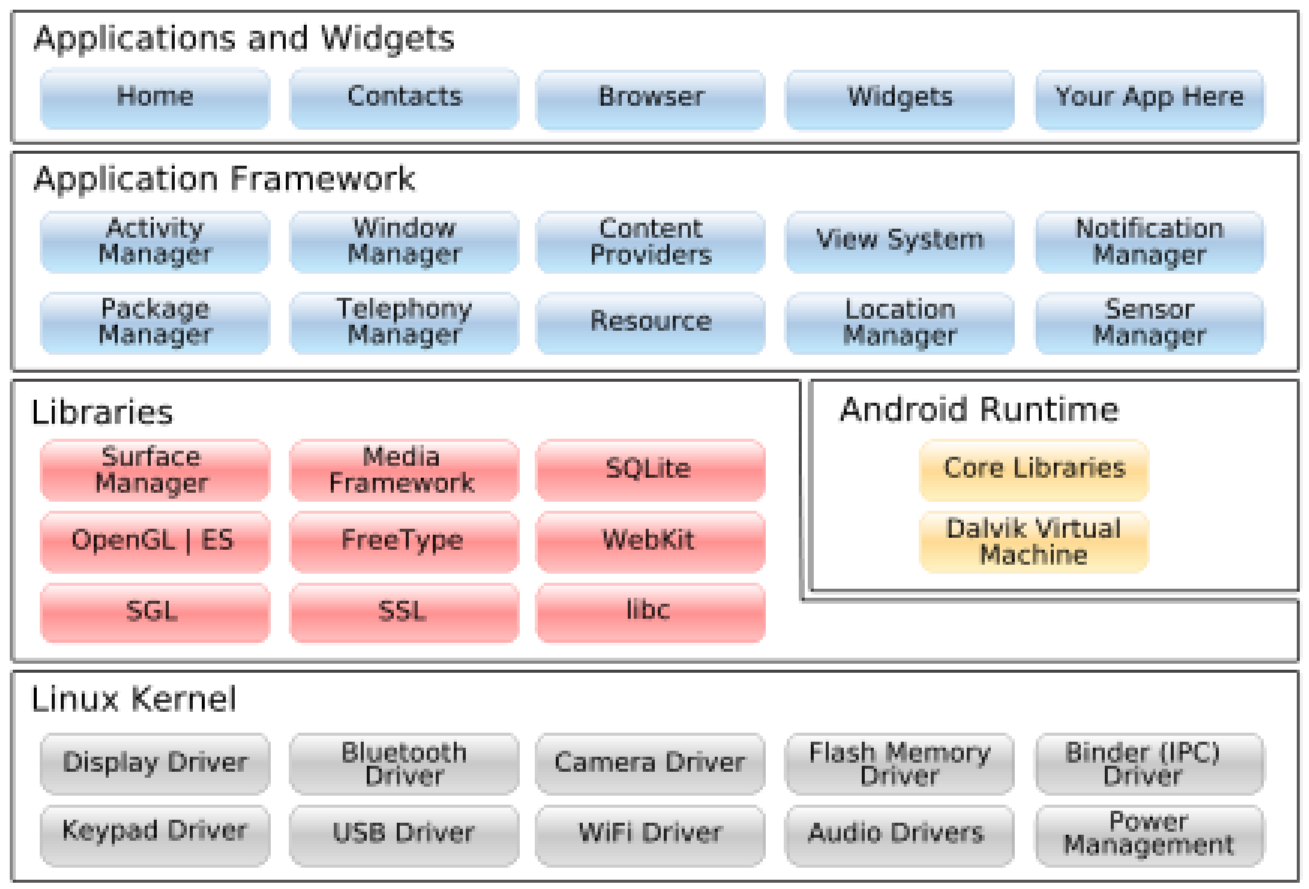 Applications and Widgets
Home
Contacts
Browser
Widgets
Your App Here
Application Framework
Activity
Manager
Window
Manager
Content
Providers
View System
Notification
Manager
Package
Manager
Telephony
Manager
Resource
Location
Manager
Sensor
Manager
Libraries
Surface
Manager
Media
Framework
SQLite
OpenGL | ES
FreeType
WebKit
SGL
SSL
libc
Android Runtime
Core Libraries
Dalvik Virtual
Machine
Linux Kernel
Display Driver
Bluetooth
Driver
Camera Driver
Flash Memory
Driver
Binder (IPC)
Driver
Keypad Driver
USB Driver
WiFi Driver
Audio Drivers
Power
Management